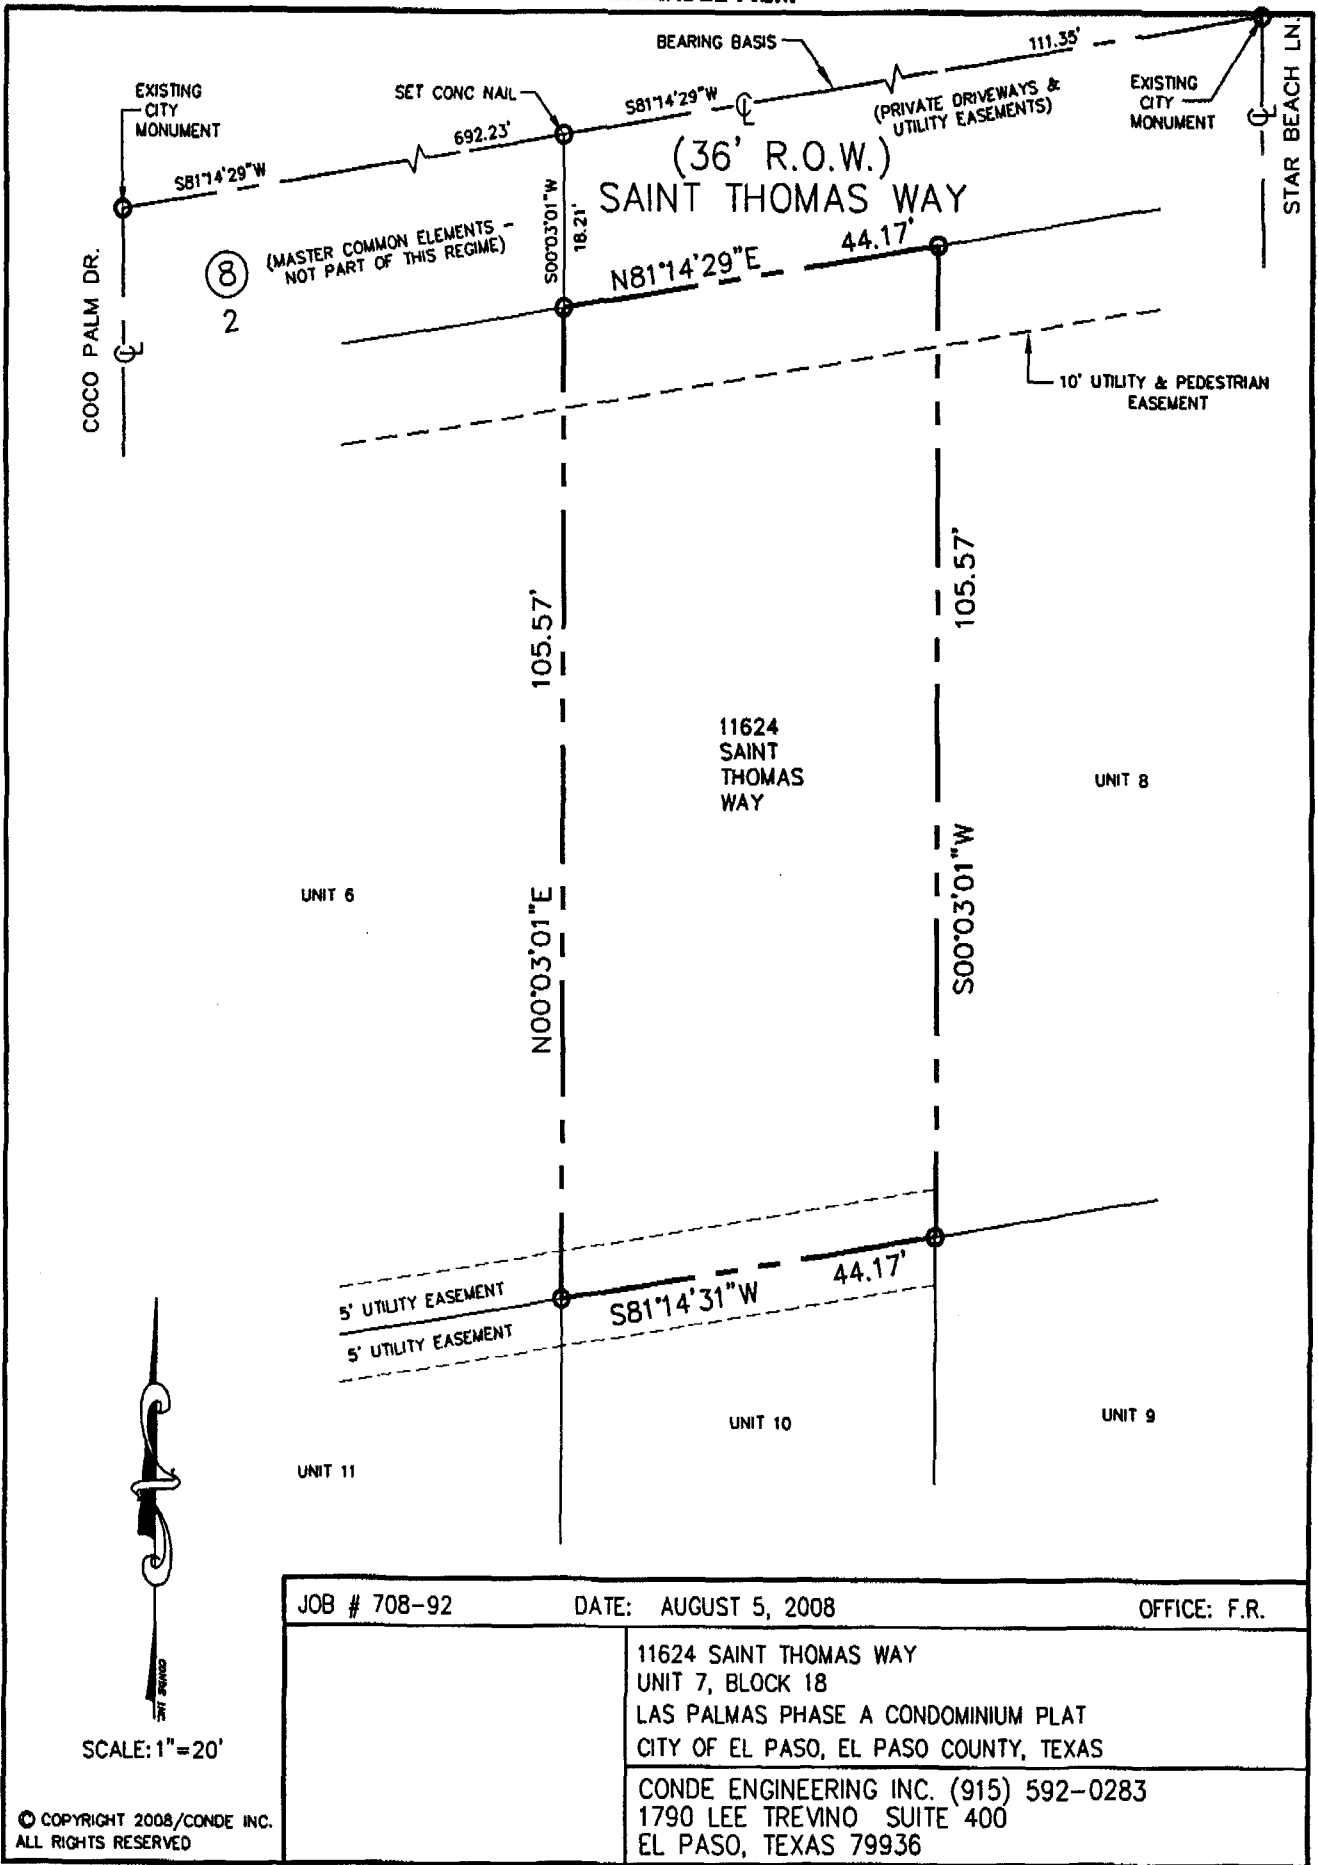 BEARING BASIS
111.35'
EXISTING
CITY
MONUMENT
SET CONC NAIL
S81°14'29"W
(PRIVATE DRIVEWAYS &
UTILITY EASEMENTS)
EXISTING
CITY
MONUMENT
STAR BEACH LN.
692.23'
S81°14'29"W
(36' R.O.W.)
SAINT THOMAS WAY
S00°03'01"W
18.21'
(MASTER COMMON ELEMENTS -
NOT PART OF THIS REGIME)
8
2
N81°14'29"E
44.17'
COCO PALM DR.
10' UTILITY & PEDESTRIAN
EASEMENT
105.57'
105.57'
11624
SAINT
THOMAS
WAY
UNIT 8
UNIT 6
N00°03'01"E
S00°03'01"W
5' UTILITY EASEMENT
5' UTILITY EASEMENT
S81°14'31"W
44.17'
UNIT 10
UNIT 9
UNIT 11
CONDE INC.
SCALE: 1"=20'
© COPYRIGHT 2008/CONDE INC.
ALL RIGHTS RESERVED
JOB # 708-92
DATE: AUGUST 5, 2008
OFFICE: F.R.
11624 SAINT THOMAS WAY
UNIT 7, BLOCK 18
LAS PALMAS PHASE A CONDOMINIUM PLAT
CITY OF EL PASO, EL PASO COUNTY, TEXAS
CONDE ENGINEERING INC. (915) 592-0283
1790 LEE TREVINO SUITE 400
EL PASO, TEXAS 79936